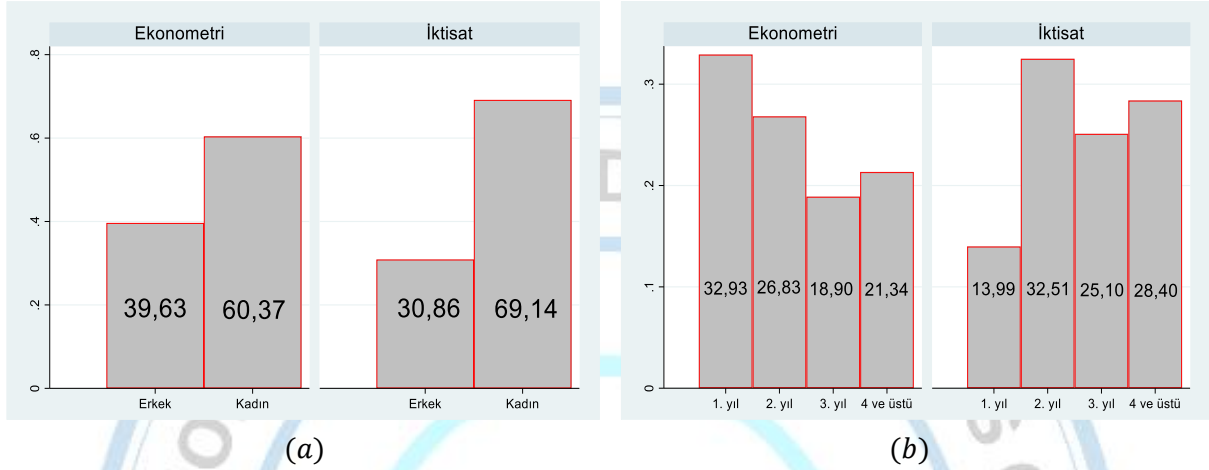 Ekonometri İktisat
.8
.6
.4
.2
0
39,63 60,37 30,86 69,14
Erkek Kadın Erkek Kadın
(a)
Ekonometri İktisat
.3
.2
.1
0
32,93 26,83 18,90 21,34 13,99 32,51 25,10 28,40
1. yıl 2. yıl 3. yıl 4 ve üstü 1. yıl 2. yıl 3. yıl 4 ve üstü
(b)